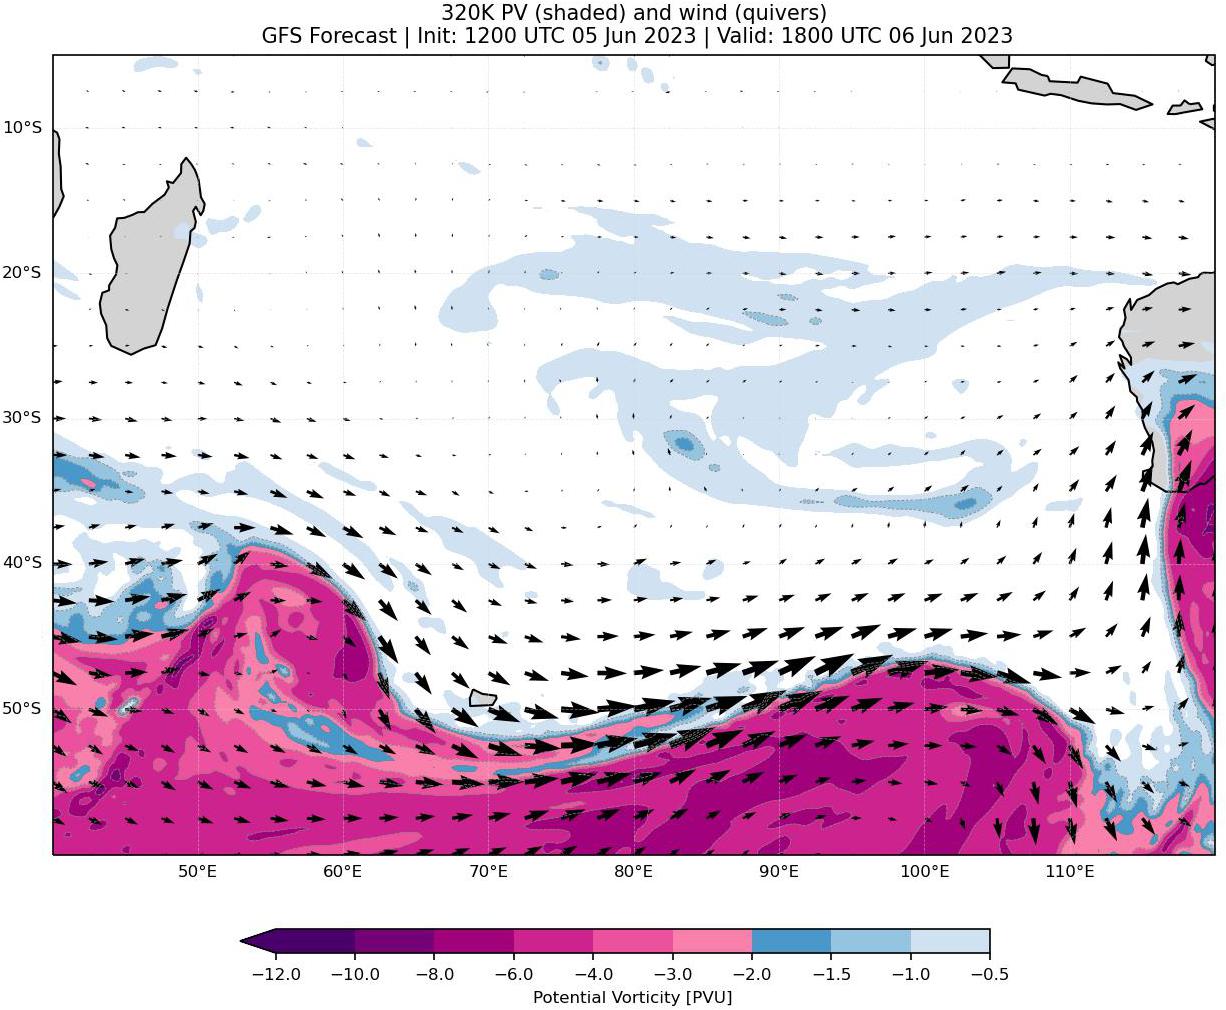 320K PV (shaded) and wind (quivers)
GFS Forecast | Init: 1200 UTC 05 Jun 2023 | Valid: 1800 UTC 06 Jun 2023
10°S
20°S
30°S
40°S
50°S
50°E 60°E 70°E 80°E 90°E 100°E 110°E
−12.0 −10.0 −8.0 −6.0 −4.0 −3.0 −2.0 −1.5 −1.0 −0.5
Potential Vorticity [PVU]